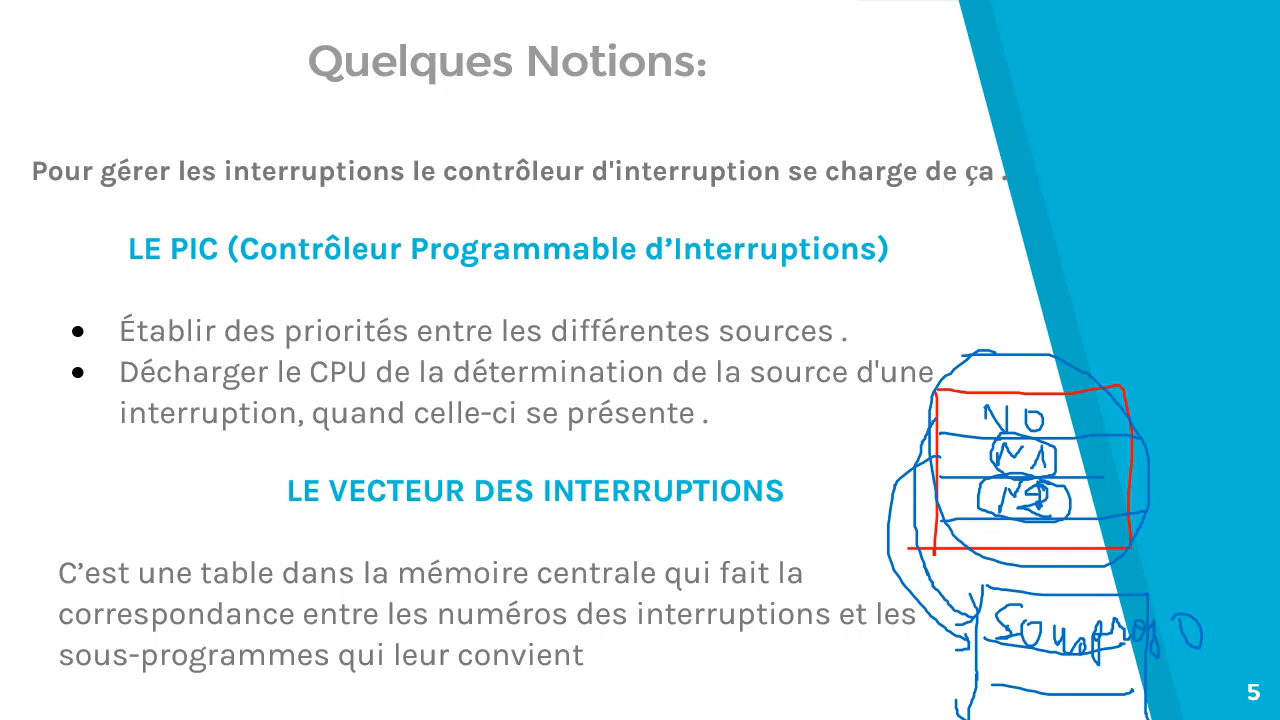 Quelques Notions:
Pour gérer les interruptions le contrôleur d'interruption se charge de ça .
LE PIC (Contrôleur Programmable d’Interruptions)
● Établir des priorités entre les différentes sources .
● Décharger le CPU de la détermination de la source d'une
interruption, quand celle-ci se présente .
N0
N1
N2
LE VECTEUR DES INTERRUPTIONS
C’est une table dans la mémoire centrale qui fait la
correspondance entre les numéros des interruptions et les
sous-programmes qui leur convient
Sousprog 0
5